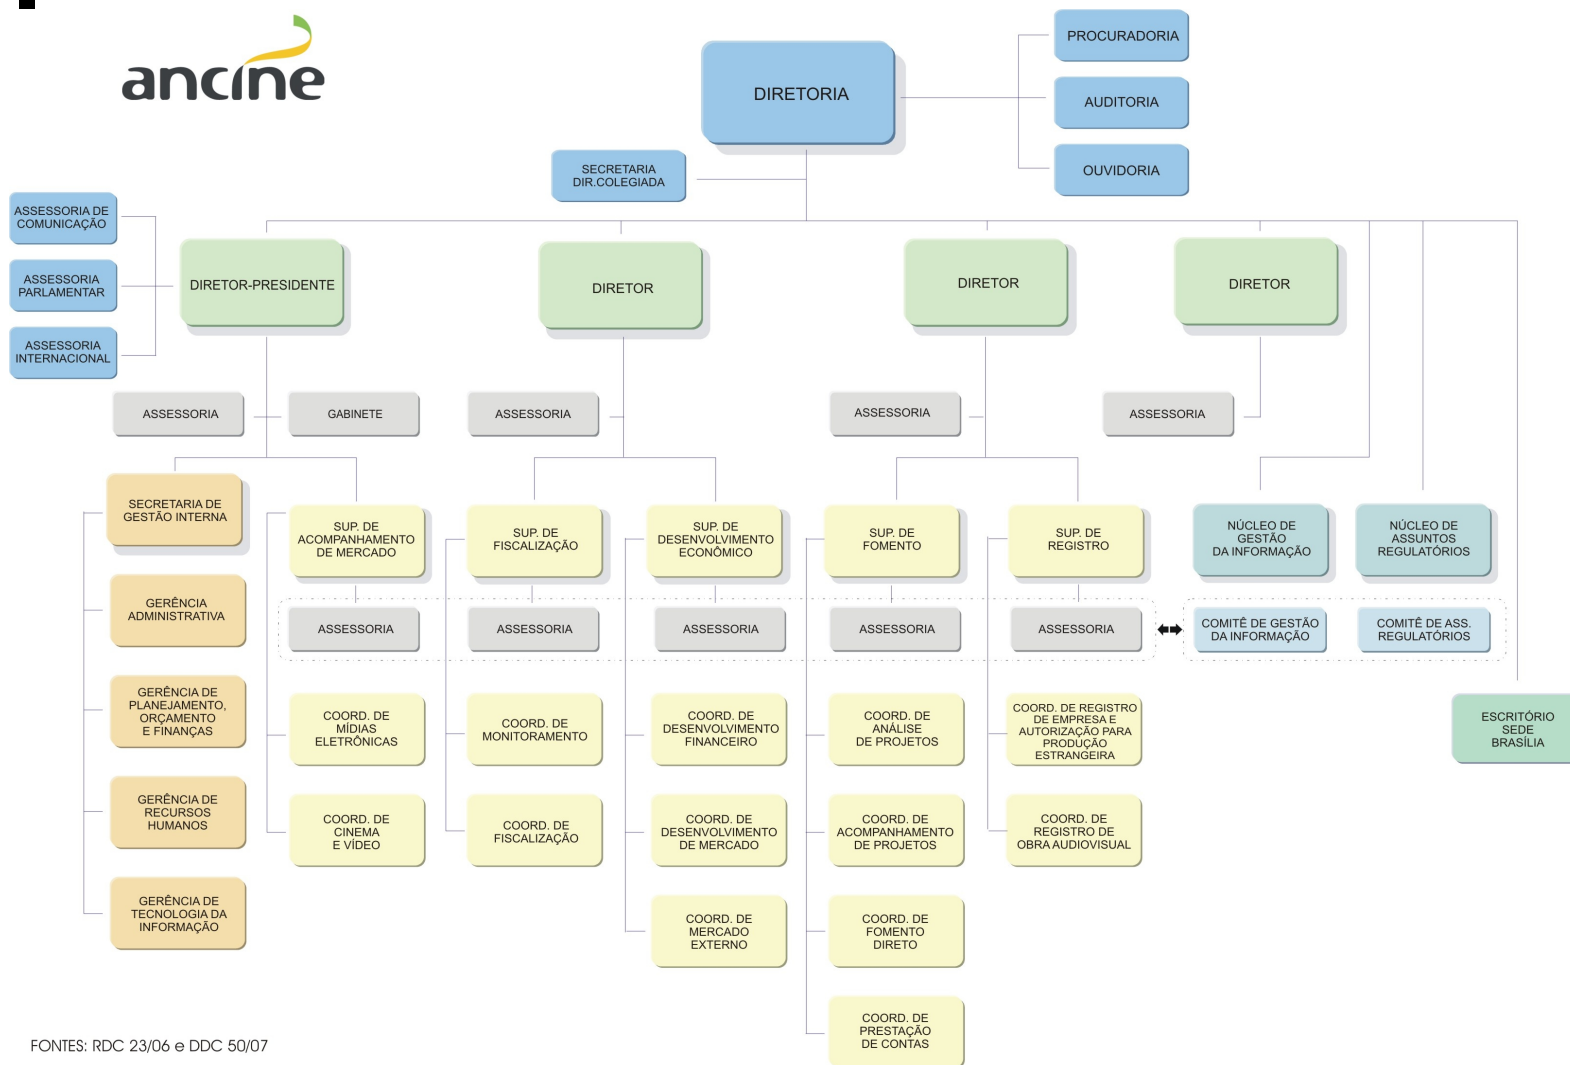 ancine
DIRETORIA
PROCURADORIA
AUDITORIA
OUVIDORIA
SECRETARIA
DIR.COLEGIADA
ASSESSORIA DE
COMUNICAÇÃO
ASSESSORIA
PARLAMENTAR
ASSESSORIA
INTERNACIONAL
DIRETOR-PRESIDENTE
DIRETOR
DIRETOR
DIRETOR
ASSESSORIA
GABINETE
ASSESSORIA
ASSESSORIA
ASSESSORIA
SECRETARIA DE
GESTÃO INTERNA
GERÊNCIA
ADMINISTRATIVA
GERÊNCIA DE
PLANEJAMENTO,
ORÇAMENTO
E FINANÇAS
GERÊNCIA DE
RECURSOS
HUMANOS
GERÊNCIA DE
TECNOLOGIA DA
INFORMAÇÃO
SUP. DE
ACOMPANHAMENTO
DE MERCADO
SUP. DE
FISCALIZAÇÃO
SUP. DE
DESENVOLVIMENTO
ECONÔMICO
SUP. DE
FOMENTO
SUP. DE
REGISTRO
NÚCLEO DE
GESTÃO
DA INFORMAÇÃO
NÚCLEO DE
ASSUNTOS
REGULATÓRIOS
ASSESSORIA
ASSESSORIA
ASSESSORIA
ASSESSORIA
ASSESSORIA
COMITÊ DE GESTÃO
DA INFORMAÇÃO
COMITÊ DE ASS.
REGULATÓRIOS
COORD. DE
MÍDIAS
ELETRÔNICAS
COORD. DE
MONITORAMENTO
COORD. DE
DESENVOLVIMENTO
FINANCEIRO
COORD. DE
ANÁLISE
DE PROJETOS
COORD. DE REGISTRO
DE EMPRESA E
AUTORIZAÇÃO PARA
PRODUÇÃO
ESTRANGEIRA
ESCRITÓRIO
SEDE
BRASÍLIA
COORD. DE
CINEMA
E VÍDEO
COORD. DE
FISCALIZAÇÃO
COORD. DE
DESENVOLVIMENTO
DE MERCADO
COORD. DE
ACOMPANHAMENTO
DE PROJETOS
COORD. DE
REGISTRO DE
OBRA AUDIOVISUAL
COORD. DE
MERCADO
EXTERNO
COORD. DE
FOMENTO
DIRETO
COORD. DE
PRESTAÇÃO
DE CONTAS
FONTES: RDC 23/06 e DDC 50/07